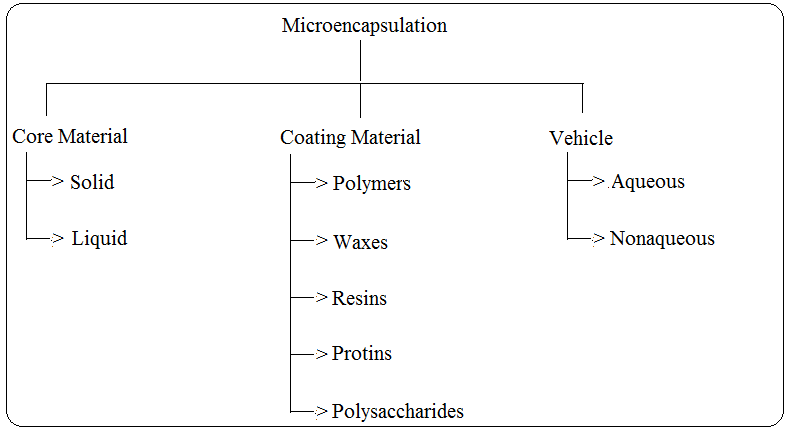 Microencapsulation
Core Material
Solid
Liquid
Coating Material
Polymers
Waxes
Resins
Protins
Polysaccharides
Vehicle
Aqueous
Nonaqueous